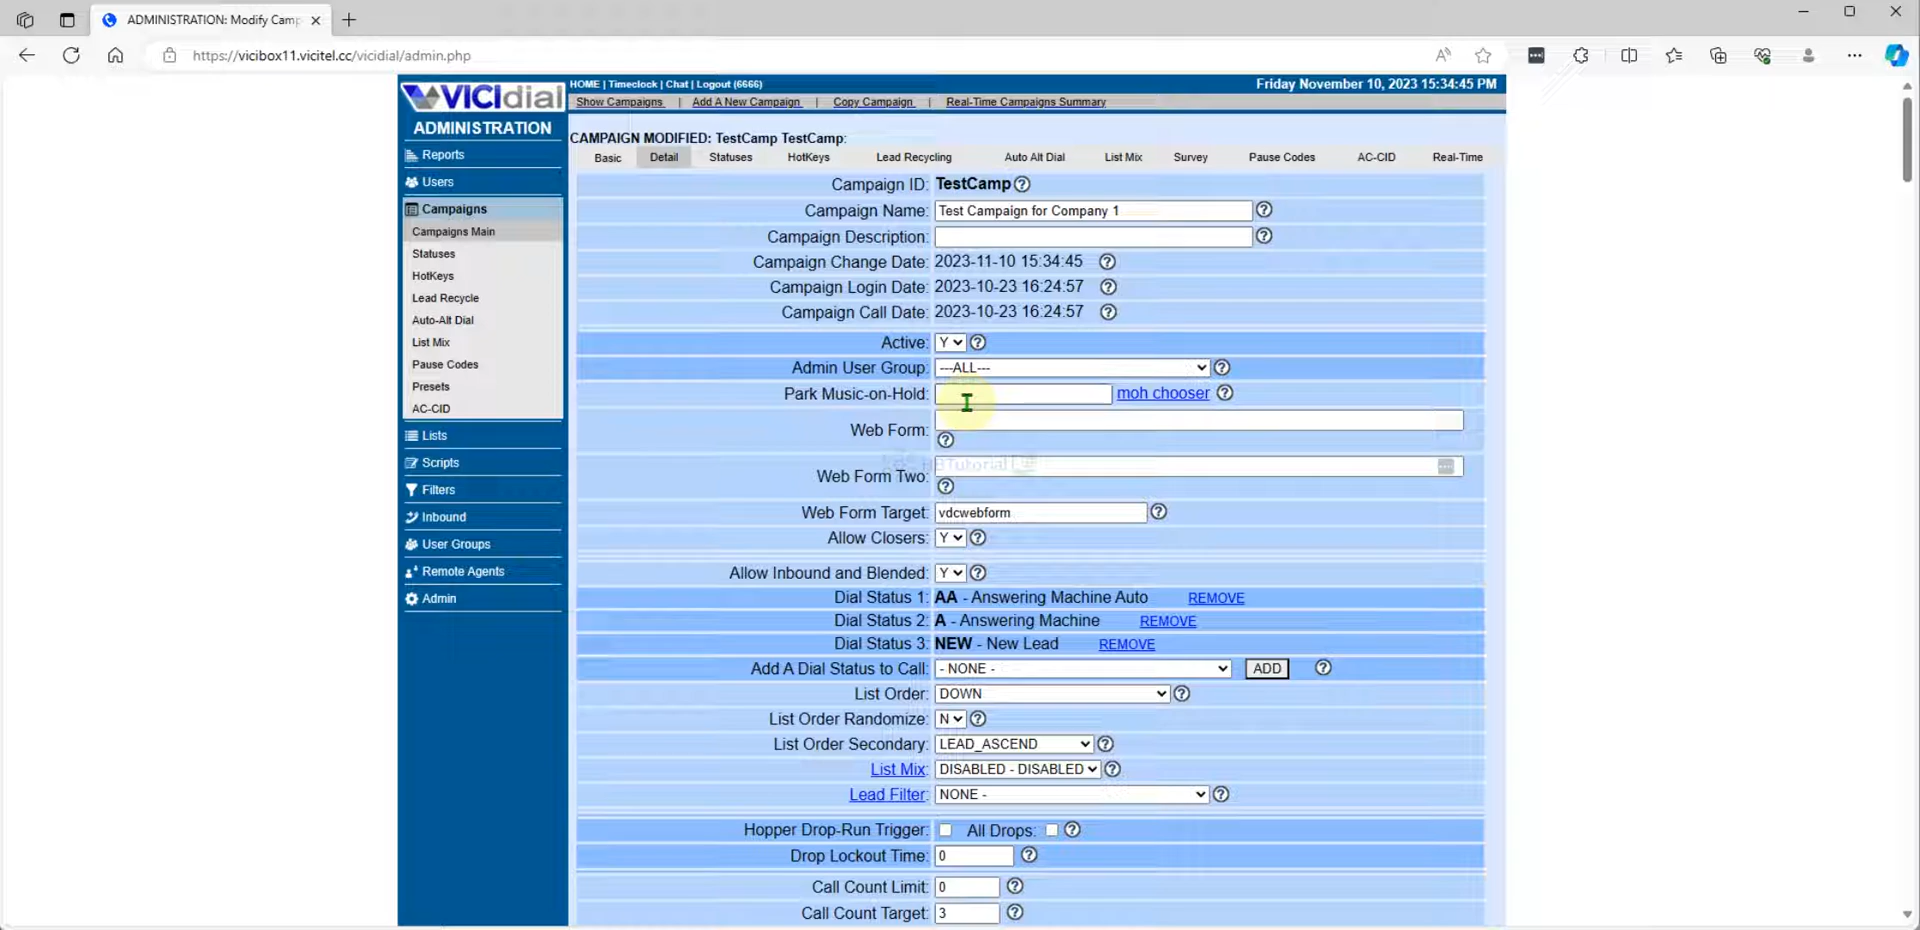 ADMINISTRATION: Modify Camp
https://vicibox11.vicitel.cc/vicidial/admin.php
VICIdial
HOME | Timeclock | Chat | Logout (6666)
Friday November 10, 2023 15:34:45 PM
Show Campaigns | Add A New Campaign | Copy Campaign | Real-Time Campaigns Summary
ADMINISTRATION
Reports
Users
Campaigns
Campaigns Main
Statuses
HotKeys
Lead Recycle
Auto-Alt Dial
List Mix
Pause Codes
Presets
AC-CID
Lists
Scripts
Filters
Inbound
User Groups
Remote Agents
Admin
CAMPAIGN MODIFIED: TestCamp TestCamp:
Basic Detail Statuses HotKeys Lead Recycling Auto Alt Dial List Mix Survey Pause Codes AC-CID Real-Time
Campaign ID: TestCamp
Campaign Name: Test Campaign for Company 1
Campaign Description:
Campaign Change Date: 2023-11-10 15:34:45
Campaign Login Date: 2023-10-23 16:24:57
Campaign Call Date: 2023-10-23 16:24:57
Active: Y
Admin User Group: ---ALL---
Park Music-on-Hold: moh chooser
Web Form:
BBTutorial
Web Form Two:
Web Form Target: vdcwebform
Allow Closers: Y
Allow Inbound and Blended: Y
Dial Status 1: AA - Answering Machine Auto REMOVE
Dial Status 2: A - Answering Machine REMOVE
Dial Status 3: NEW - New Lead REMOVE
Add A Dial Status to Call: - NONE - ADD
List Order: DOWN
List Order Randomize: N
List Order Secondary: LEAD_ASCEND
List Mix: DISABLED - DISABLED
Lead Filter: NONE -
Hopper Drop-Run Trigger: All Drops:
Drop Lockout Time: 0
Call Count Limit: 0
Call Count Target: 3